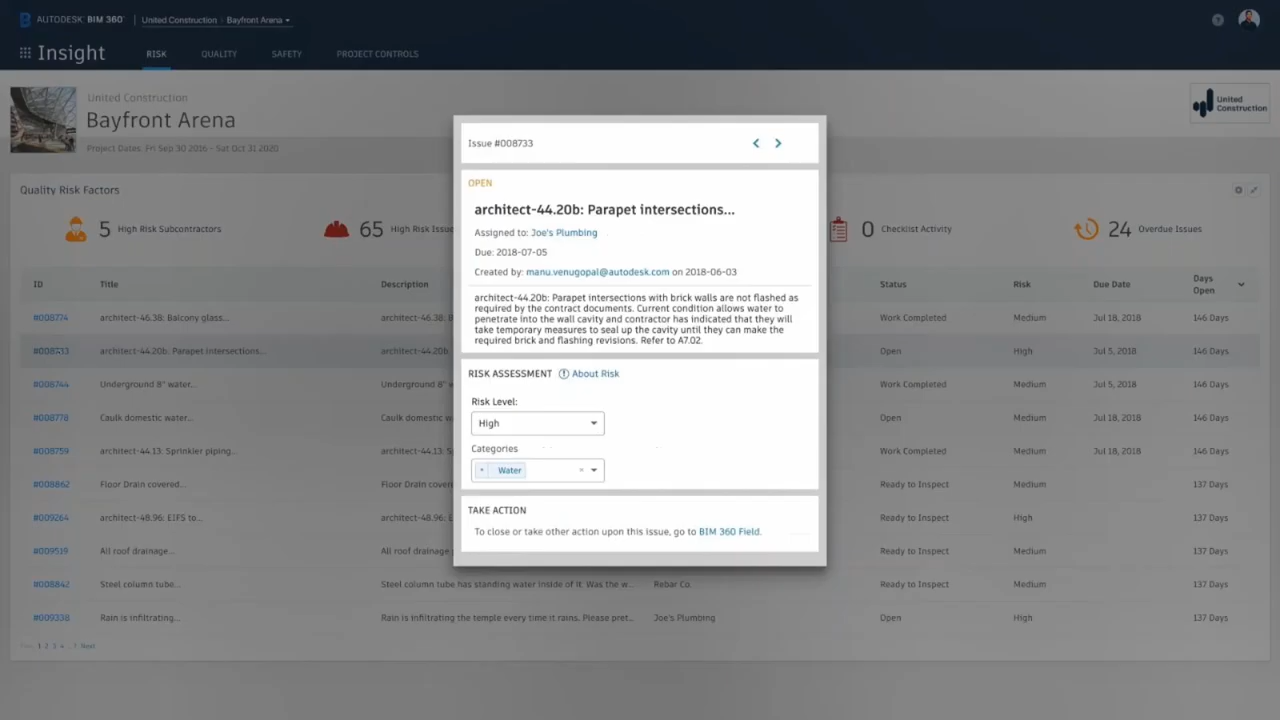 AUTODESK® BIM 360®
United Construction
Bayfront Arena
Insight
RISK
QUALITY
SAFETY
PROJECT CONTROLS
United Construction
Bayfront Arena
Project Dates: Fri Sep 30 2016 - Sat Oct 31 2020
United
Construction
Quality Risk Factors
5 High Risk Subcontractors
65 High Risk Issue
0 Checklist Activity
24 Overdue Issues
ID Title Description Status Risk Due Date Days Open
#008774 architect-46.38: Balcony glass... architect-46.38: B Work Completed Medium Jul 18, 2018 146 Days
#008733 architect-44.20b: Parapet intersections... architect-44.20b: Open High Jul 5, 2018 146 Days
#008744 Underground 8" water... Underground 8" w Work Completed Medium Jul 5, 2018 146 Days
#008778 Caulk domestic water... Caulk domestic w Open Medium Jul 18, 2018 146 Days
#008759 architect-44.13: Sprinkler piping... architect-44.13: Work Completed Medium Jul 18, 2018 146 Days
#008862 Floor Drain covered... Floor Drain cover Ready to Inspect Medium 137 Days
#009264 architect-48.96: EIFS to... architect-48.96: E Ready to Inspect High 137 Days
#009519 All roof drainage... All roof drainage Ready to Inspect Medium 137 Days
#008842 Steel column tube... Steel column tube has standing water inside of it. Was the w... Rebar Co. Ready to Inspect Medium 137 Days
#009338 Rain is infiltrating... Rain is infiltrating the temple every time it rains. Please pret... Joe's Plumbing Open High 137 Days
1 2 3 4 ... 7 Next
Issue #008733
OPEN
architect-44.20b: Parapet intersections...
Assigned to: Joe's Plumbing
Due: 2018-07-05
Created by: manu.venugopal@autodesk.com on 2018-06-03
architect-44.20b: Parapet intersections with brick walls are not flashed as
required by the contract documents. Current condition allows water to
penetrate into the wall cavity and contractor has indicated that they will
take temporary measures to seal up the cavity until they can make the
required brick and flashing revisions. Refer to A7.02.
RISK ASSESSMENT About Risk
Risk Level:
High
Categories
× Water ×
TAKE ACTION
To close or take other action upon this issue, go to BIM 360 Field.